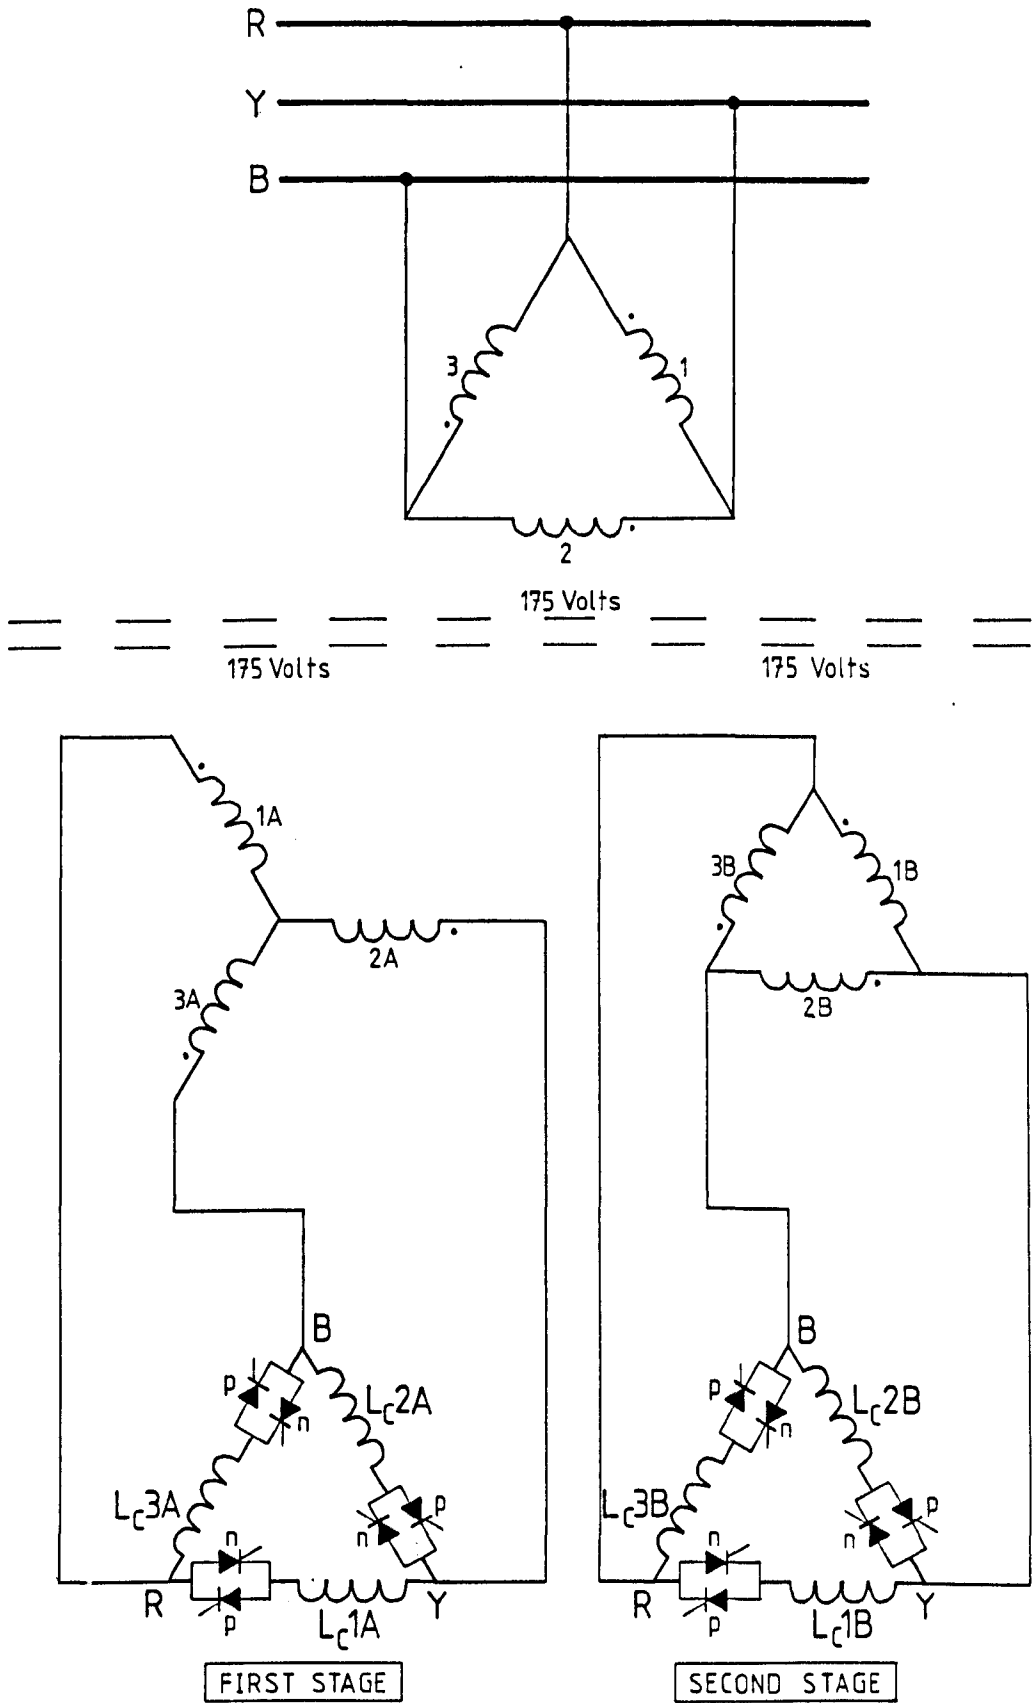 R
Y
B
3
1
2
175 Volts
175 Volts
175 Volts
1A
2A
3A
3B
1B
2B
B
p
n
LC2A
LC3A
n
p
n
R
p
LC1A
Y
B
p
n
LC2B
LC3B
n
p
n
R
p
LC1B
Y
FIRST STAGE
SECOND STAGE